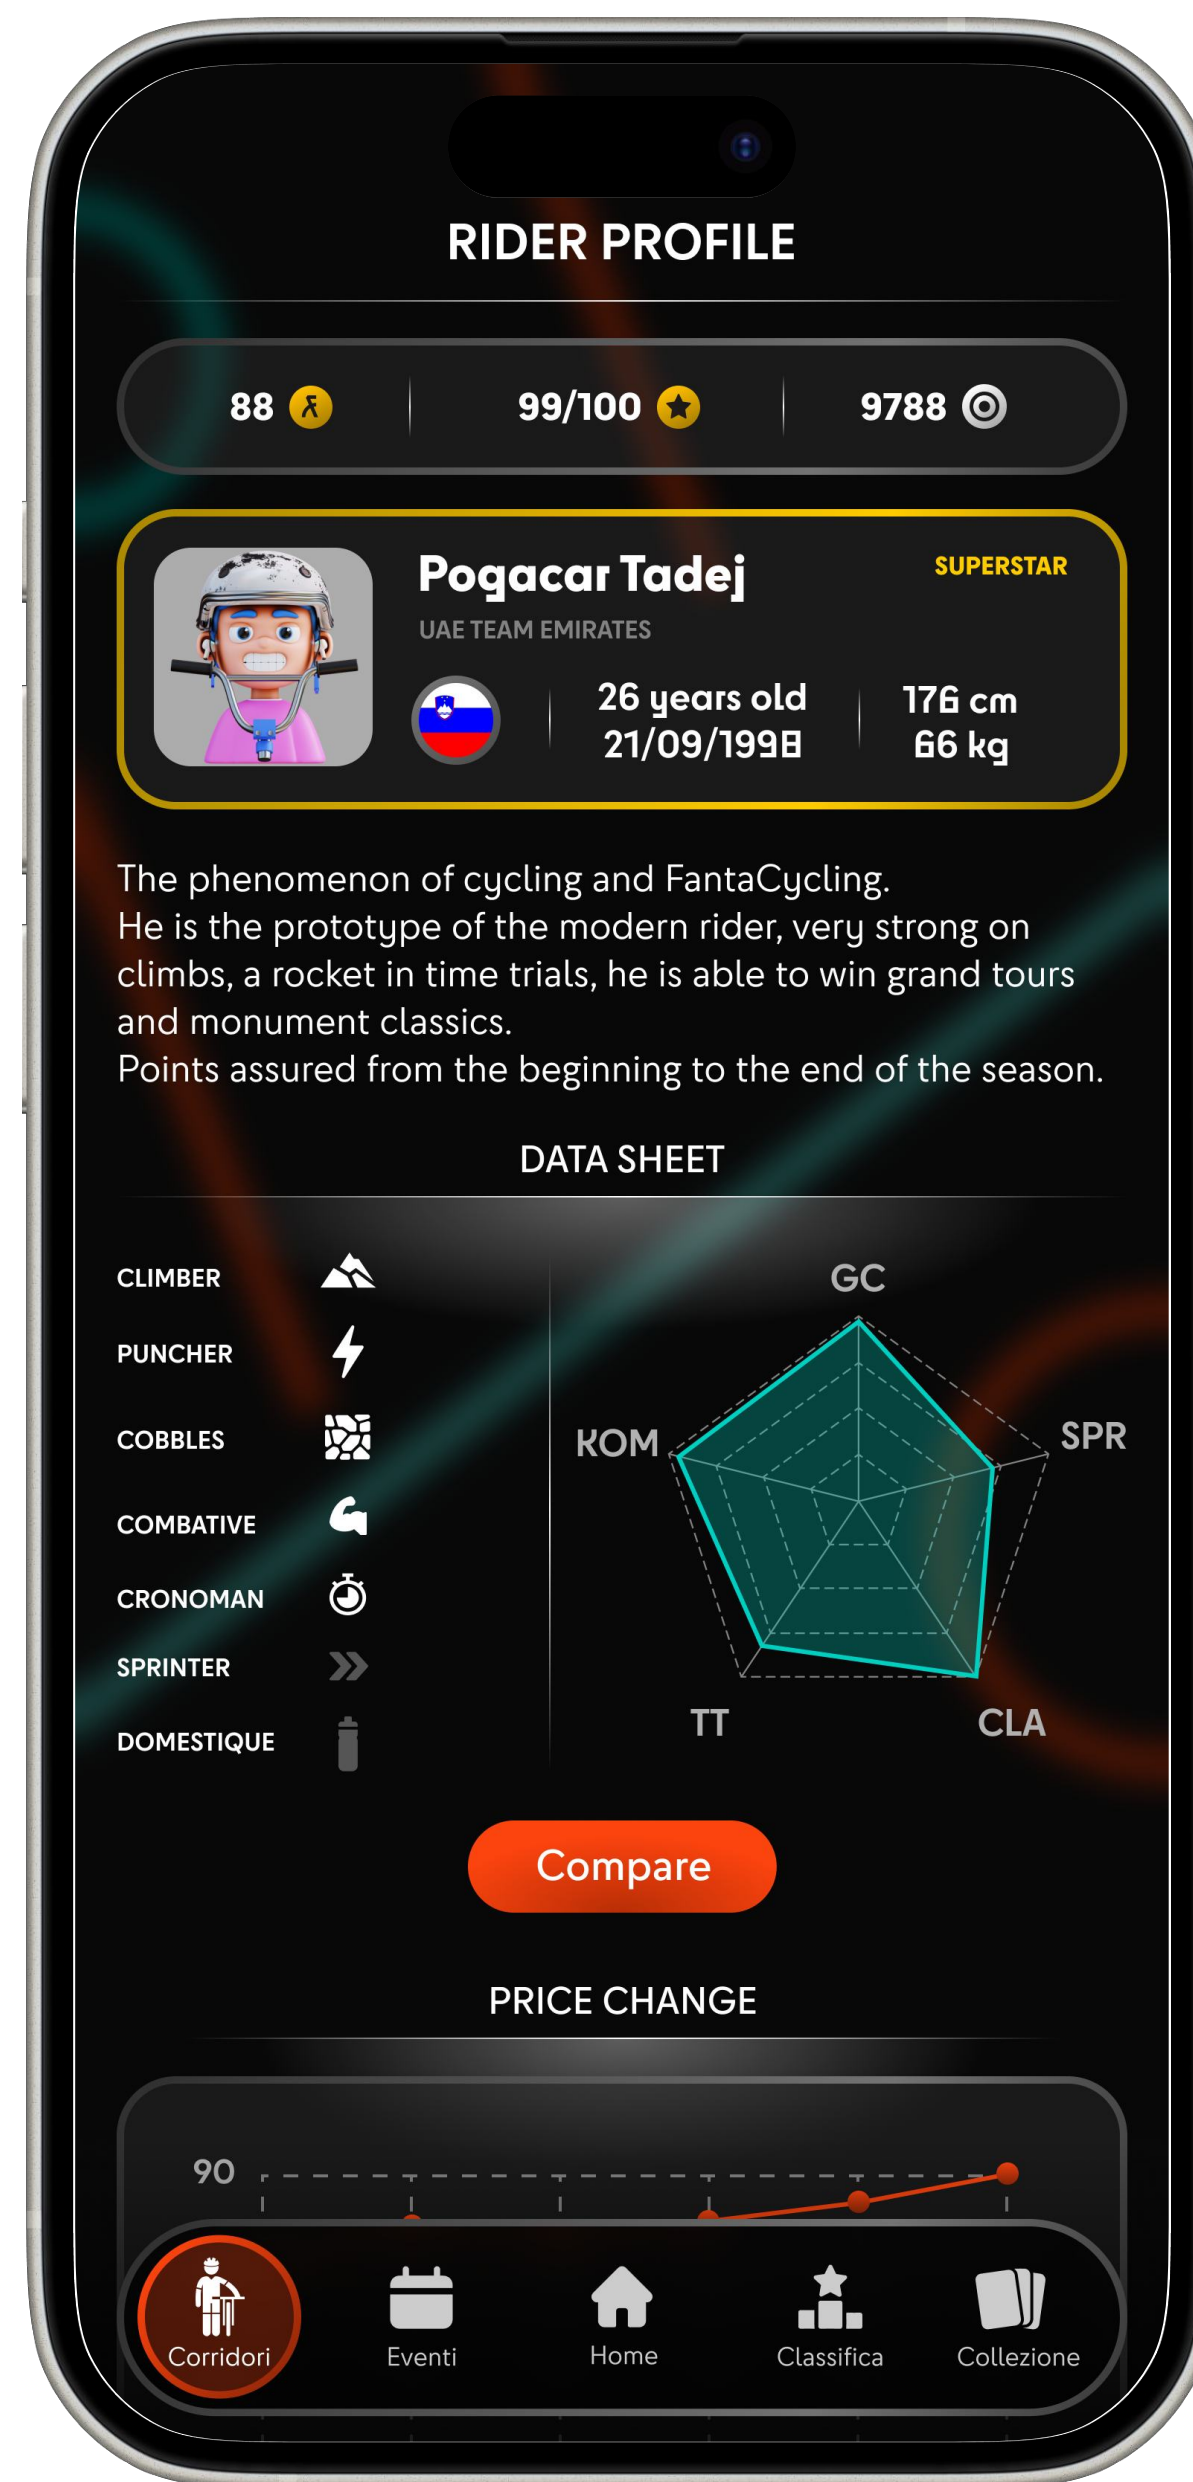 RIDER PROFILE
88
99/100
9788
Pogacar Tadej
SUPERSTAR
UAE TEAM EMIRATES
26 years old
21/09/1998
176 cm
66 kg
The phenomenon of cycling and FantaCycling.
He is the prototype of the modern rider, very strong on
climbs, a rocket in time trials, he is able to win grand tours
and monument classics.
Points assured from the beginning to the end of the season.
DATA SHEET
CLIMBER
PUNCHER
COBBLES
COMBATIVE
CRONOMAN
SPRINTER
DOMESTIQUE
GC
KOM
SPR
TT
CLA
Compare
PRICE CHANGE
90
Corridori
Eventi
Home
Classifica
Collezione